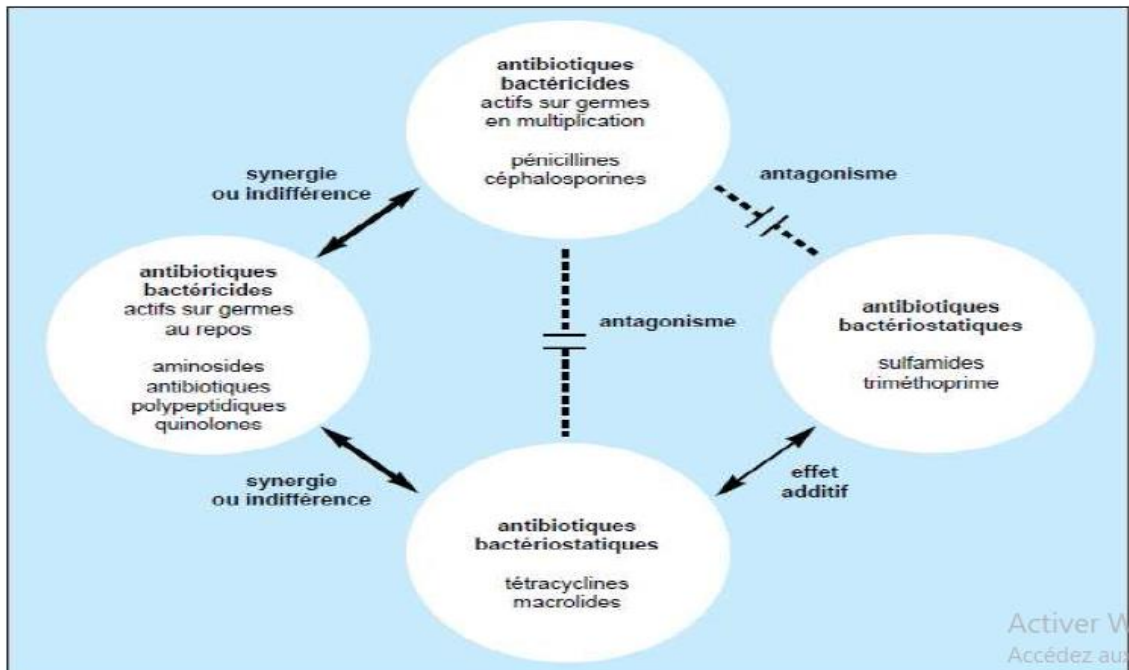 antibiotiques
bactéricides
actifs sur germes
en multiplication
pénicillines
céphalosporines
synergie
ou indifférence
antagonisme
antibiotiques
bactéricides
actifs sur germes
au repos
aminosides
antibiotiques
polypeptidiques
quinolones
antagonisme
antibiotiques
bactériostatiques
sulfamides
triméthoprime
synergie
ou indifférence
effet
additif
antibiotiques
bactériostatiques
tétracyclines
macrolides
Activer W
Accédez aux